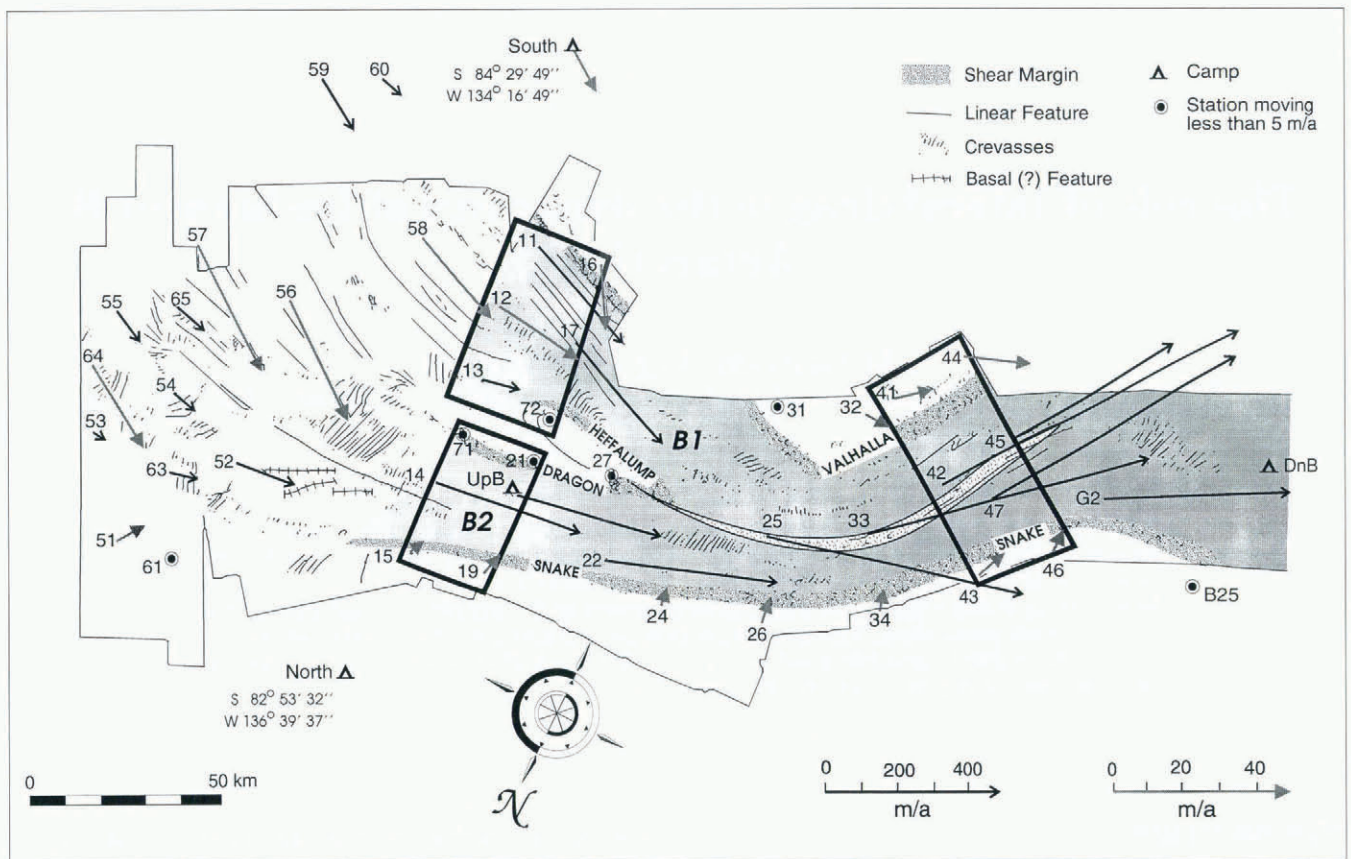 South
S 84° 29' 49''
W 134° 16' 49''
59
60
Shear Margin
Linear Feature
Crevasses
Basal (?) Feature
Camp
Station moving
less than 5 m/a
57
58
11
16
55
65
56
12
17
64
13
44
54
72
31
41
53
32
HEFFALUMP
B1
VALHALLA
45
63
52
71
21
DRAGON
27
42
DnB
14
UpB
B2
25
33
47
G2
51
61
15
19
SNAKE
22
SNAKE
46
24
26
34
43
B25
North
S 82° 53' 32''
W 136° 39' 37''
N
0 50 km
0 200 400
m/a
0 20 40
m/a